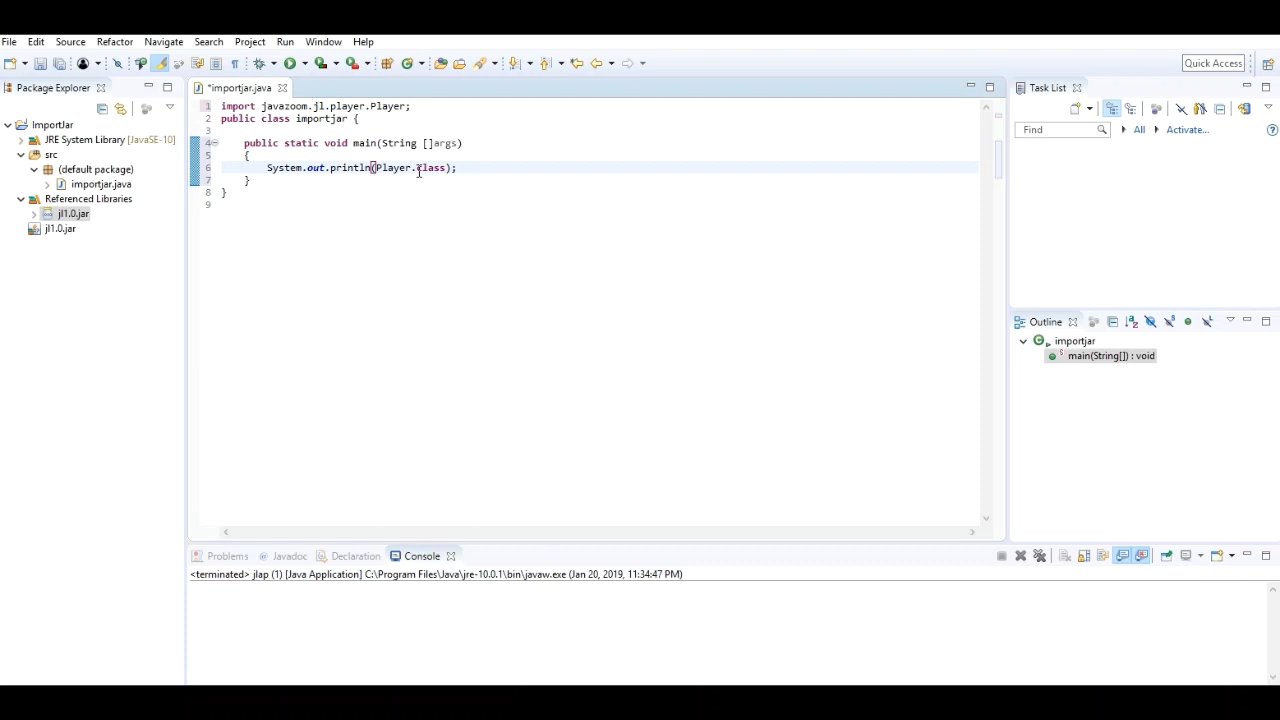 File Edit Source Refactor Navigate Search Project Run Window Help
Quick Access
Package Explorer
ImportJar
JRE System Library [JavaSE-10]
src
(default package)
importjar.java
Referenced Libraries
jl1.0.jar
jl1.0.jar
*importjar.java
1 import javazoom.jl.player.Player;
2 public class importjar {
3
4 public static void main(String []args)
5 {
6 System.out.println(Player.class);
7 }
8 }
9
Task List
Find All Activate...
Outline
importjar
main(String[]) : void
Problems Javadoc Declaration Console
<terminated> jlap (1) [Java Application] C:\Program Files\Java\jre-10.0.1\bin\javaw.exe (Jan 20, 2019, 11:34:47 PM)